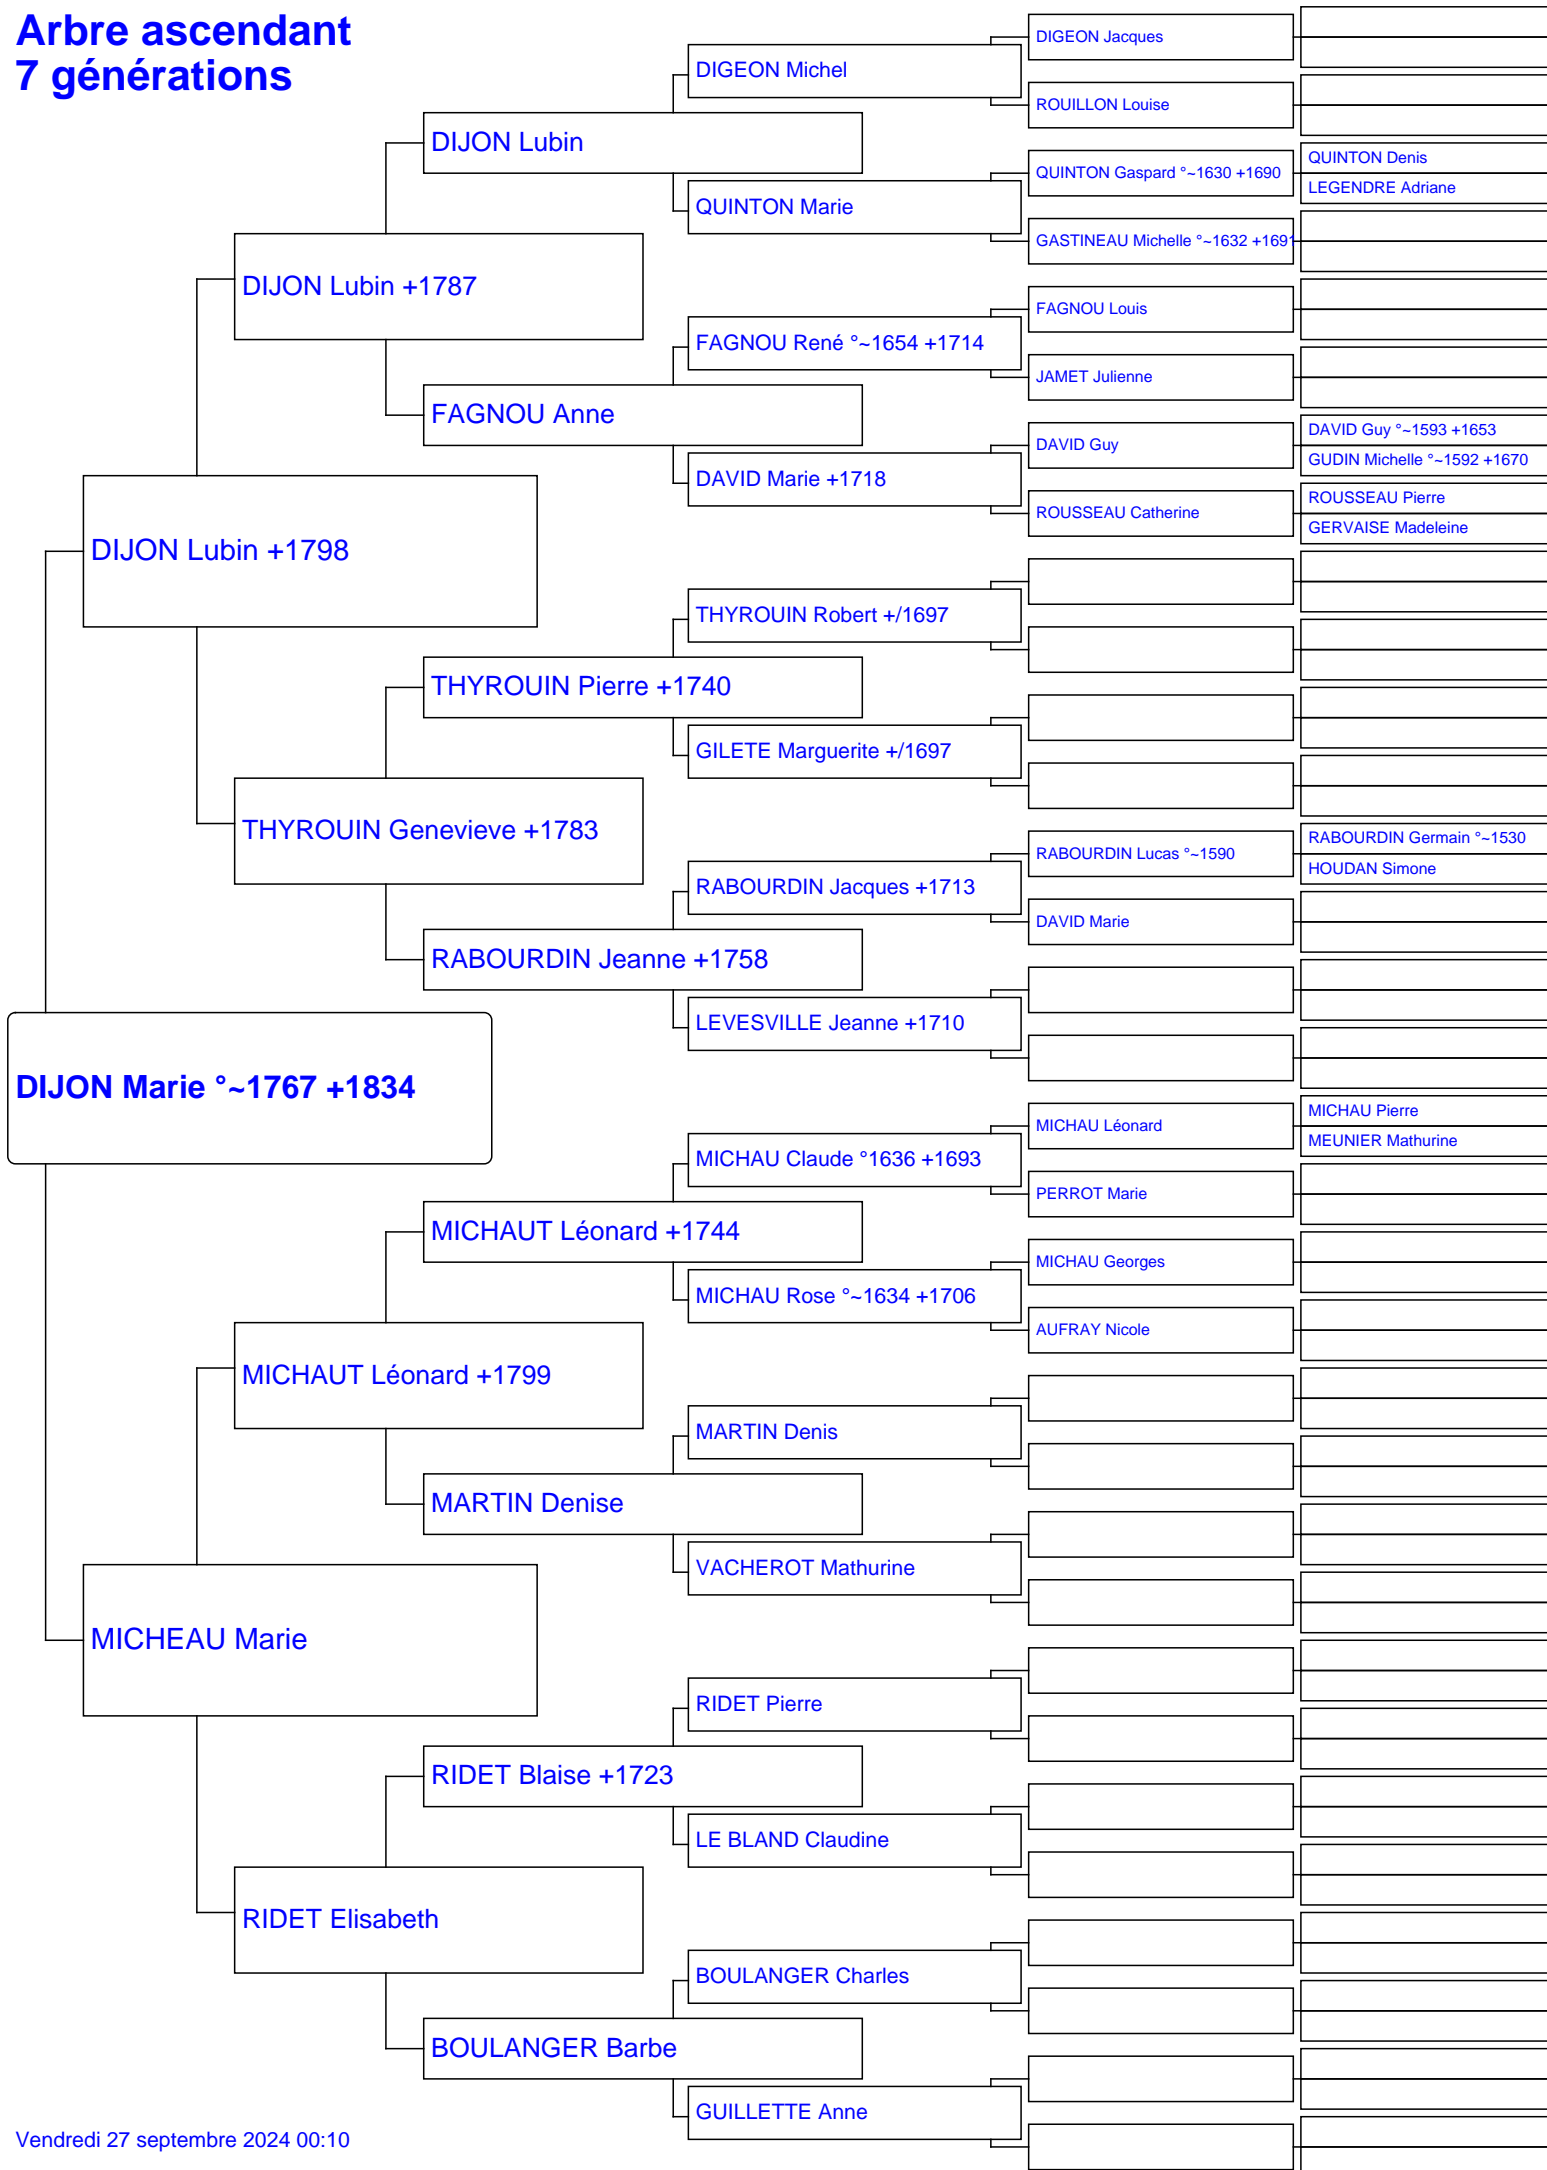 Arbre ascendant
7 générations
DIJON Marie °~1767 +1834
DIJON Lubin +1798
MICHEAU Marie
DIJON Lubin +1787
THYROUIN Genevieve +1783
MICHAUT Léonard +1799
RIDET Elisabeth
DIJON Lubin
FAGNOU Anne
THYROUIN Pierre +1740
RABOURDIN Jeanne +1758
MICHAUT Léonard +1744
MARTIN Denise
RIDET Blaise +1723
BOULANGER Barbe
DIGEON Michel
QUINTON Marie
FAGNOU René °~1654 +1714
DAVID Marie +1718
THYROUIN Robert +/1697
GILETE Marguerite +/1697
RABOURDIN Jacques +1713
LEVESVILLE Jeanne +1710
MICHAU Claude °1636 +1693
MICHAU Rose °~1634 +1706
MARTIN Denis
VACHEROT Mathurine
RIDET Pierre
LE BLAND Claudine
BOULANGER Charles
GUILLETTE Anne
DIGEON Jacques
ROUILLON Louise
QUINTON Gaspard °~1630 +1690
GASTINEAU Michelle °~1632 +1691
FAGNOU Louis
JAMET Julienne
DAVID Guy
ROUSSEAU Catherine
RABOURDIN Lucas °~1590
DAVID Marie
MICHAU Léonard
PERROT Marie
MICHAU Georges
AUFRAY Nicole
QUINTON Denis
LEGENDRE Adriane
DAVID Guy °~1593 +1653
GUDIN Michelle °~1592 +1670
ROUSSEAU Pierre
GERVAISE Madeleine
RABOURDIN Germain °~1530
HOUDAN Simone
MICHAU Pierre
MEUNIER Mathurine
Vendredi 27 septembre 2024 00:10